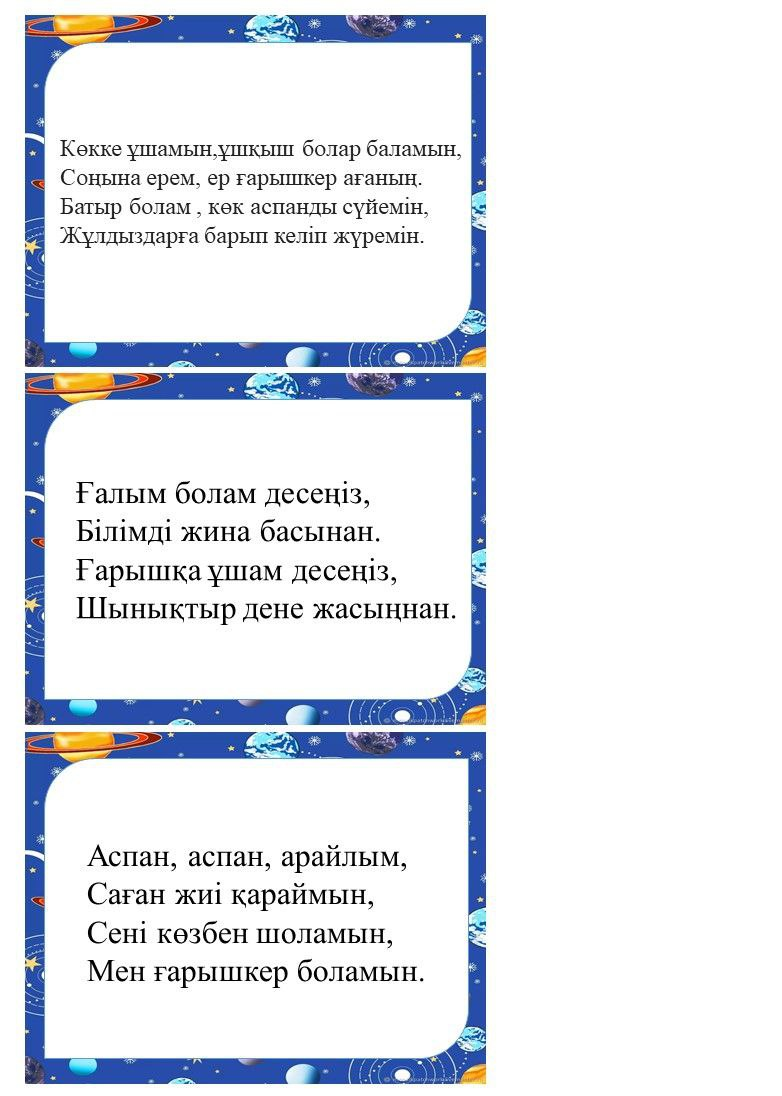 Көкке ұшамын,ұшқыш болар баламын,
Соңына ерем, ер ғарышкер ағаның.
Батыр болам , көк аспанды сүйемін,
Жұлдыздарға барып келіп жүремін.
Ғалым болам десеңіз,
Білімді жина басынан.
Ғарышқа ұшам десеңіз,
Шынықтыр дене жасыңнан.
Аспан, аспан, арайлым,
Саған жиі қараймын,
Сені көзбен шоламын,
Мен ғарышкер боламын.